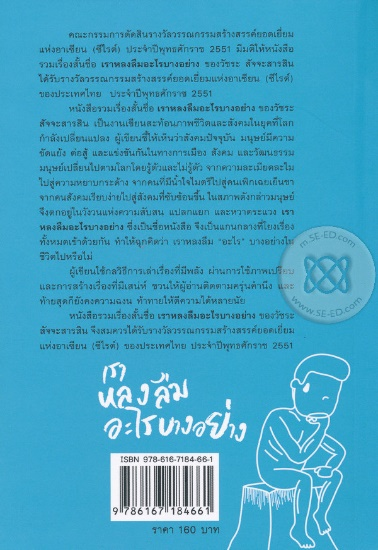 คณะกรรมการตัดสินรางวัลวรรณกรรมสร้างสรรค์ยอดเยี่ยม
แห่งอาเซียน (ซีไรต์) ประจำปีพุทธศักราช 2551 มีมติให้หนังสือ
รวมเรื่องสั้นชื่อ เราหลงลืมอะไรบางอย่าง ของวัชระ สัจจะสารสิน
ได้รับรางวัลวรรณกรรมสร้างสรรค์ยอดเยี่ยมแห่งอาเซียน (ซีไรต์)
ของประเทศไทย ประจำปีพุทธศักราช 2551
หนังสือรวมเรื่องสั้นชื่อ เราหลงลืมอะไรบางอย่าง ของวัชระ
สัจจะสารสิน เป็นงานเขียนสะท้อนภาพชีวิตและสังคมในยุคที่โลก
กำลังเปลี่ยนแปลง ผู้เขียนชี้ให้เห็นว่าสังคมปัจจุบัน มนุษย์มีความ
ขัดแย้ง ต่อสู้ และแข่งขันกันในทางการเมือง สังคม และวัฒนธรรม
มนุษย์เปลี่ยนไปตามโลกโดยรู้ตัวและไม่รู้ตัว จากความละเมียดละไม
ไปสู่ความหยาบกระด้าง จากคนที่มีน้ำใจไมตรีไปสู่คนเพิกเฉยเย็นชา
จากคนสังคมเรียบง่ายไปสู่สังคมที่ซับซ้อนขึ้น ในสภาพดังกล่าวมนุษย์
จึงตกอยู่ในวังวนแห่งความสับสน แปลกแยก และหวาดระแวง เรา
หลงลืมอะไรบางอย่าง ซึ่งเป็นชื่อหนังสือ จึงเป็นแกนกลางที่โยงเรื่อง
ทั้งหมดเข้าด้วยกัน ทำให้ฉุกคิดว่า เราหลงลืม "อะไร" บางอย่างใน
ชีวิตไปหรือไม่
ผู้เขียนใช้กลวิธีการเล่าเรื่องที่มีพลัง ผ่านการใช้ภาพเปรียบ
และการสร้างเรื่องที่มีเสน่ห์ ชวนให้ผู้อ่านติดตามครุ่นคำนึง และ
ท้ายสุดก็ยังคงความฉงน ท้าทายให้ตีความได้หลายนัย
หนังสือรวมเรื่องสั้นชื่อ เราหลงลืมอะไรบางอย่าง ของวัชระ
สัจจะสารสิน จึงสมควรได้รับรางวัลวรรณกรรมสร้างสรรค์ยอดเยี่ยม
แห่งอาเซียน (ซีไรต์) ของประเทศไทย ประจำปีพุทธศักราช 2551
เรา
หลงลืม
อะไรบางอย่าง
ISBN 978-616-7184-66-1
9 786167 184661
ราคา 160 บาท
m.SE-ED.com
www.SE-ED.com